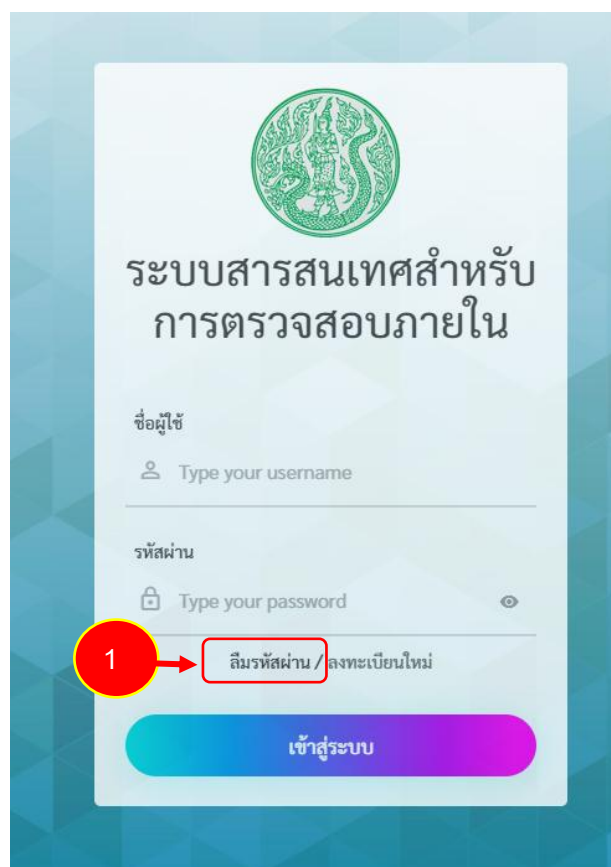 ระบบสารสนเทศสำหรับ
การตรวจสอบภายใน
ชื่อผู้ใช้
Type your username
รหัสผ่าน
Type your password
1
ลืมรหัสผ่าน / ลงทะเบียนใหม่
เข้าสู่ระบบ